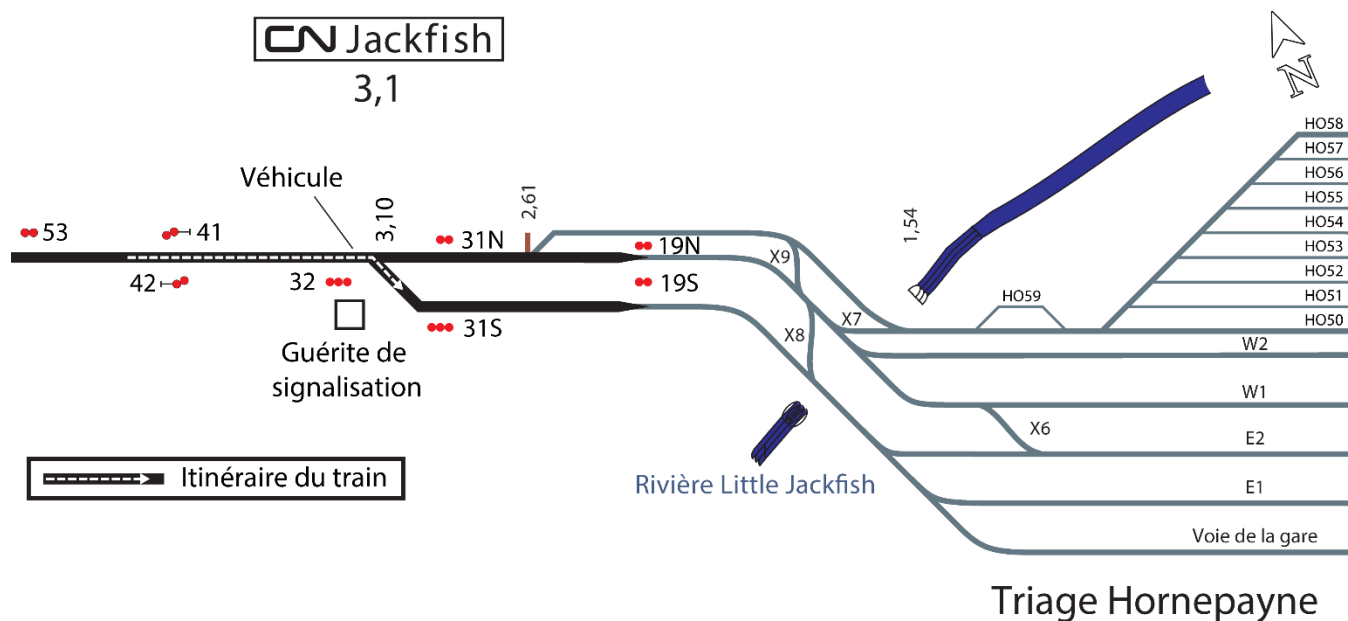 CN Jackfish
3,1
N
Véhicule
3,10
2,61
1,54
53
41
31N
19N
42
32
19S
31S
Guérite de
signalisation
X9
X8
X7
X6
HO59
HO58
HO57
HO56
HO55
HO54
HO53
HO52
HO51
HO50
W2
W1
E2
E1
Voie de la gare
Itinéraire du train
Rivière Little Jackfish
Triage Hornepayne